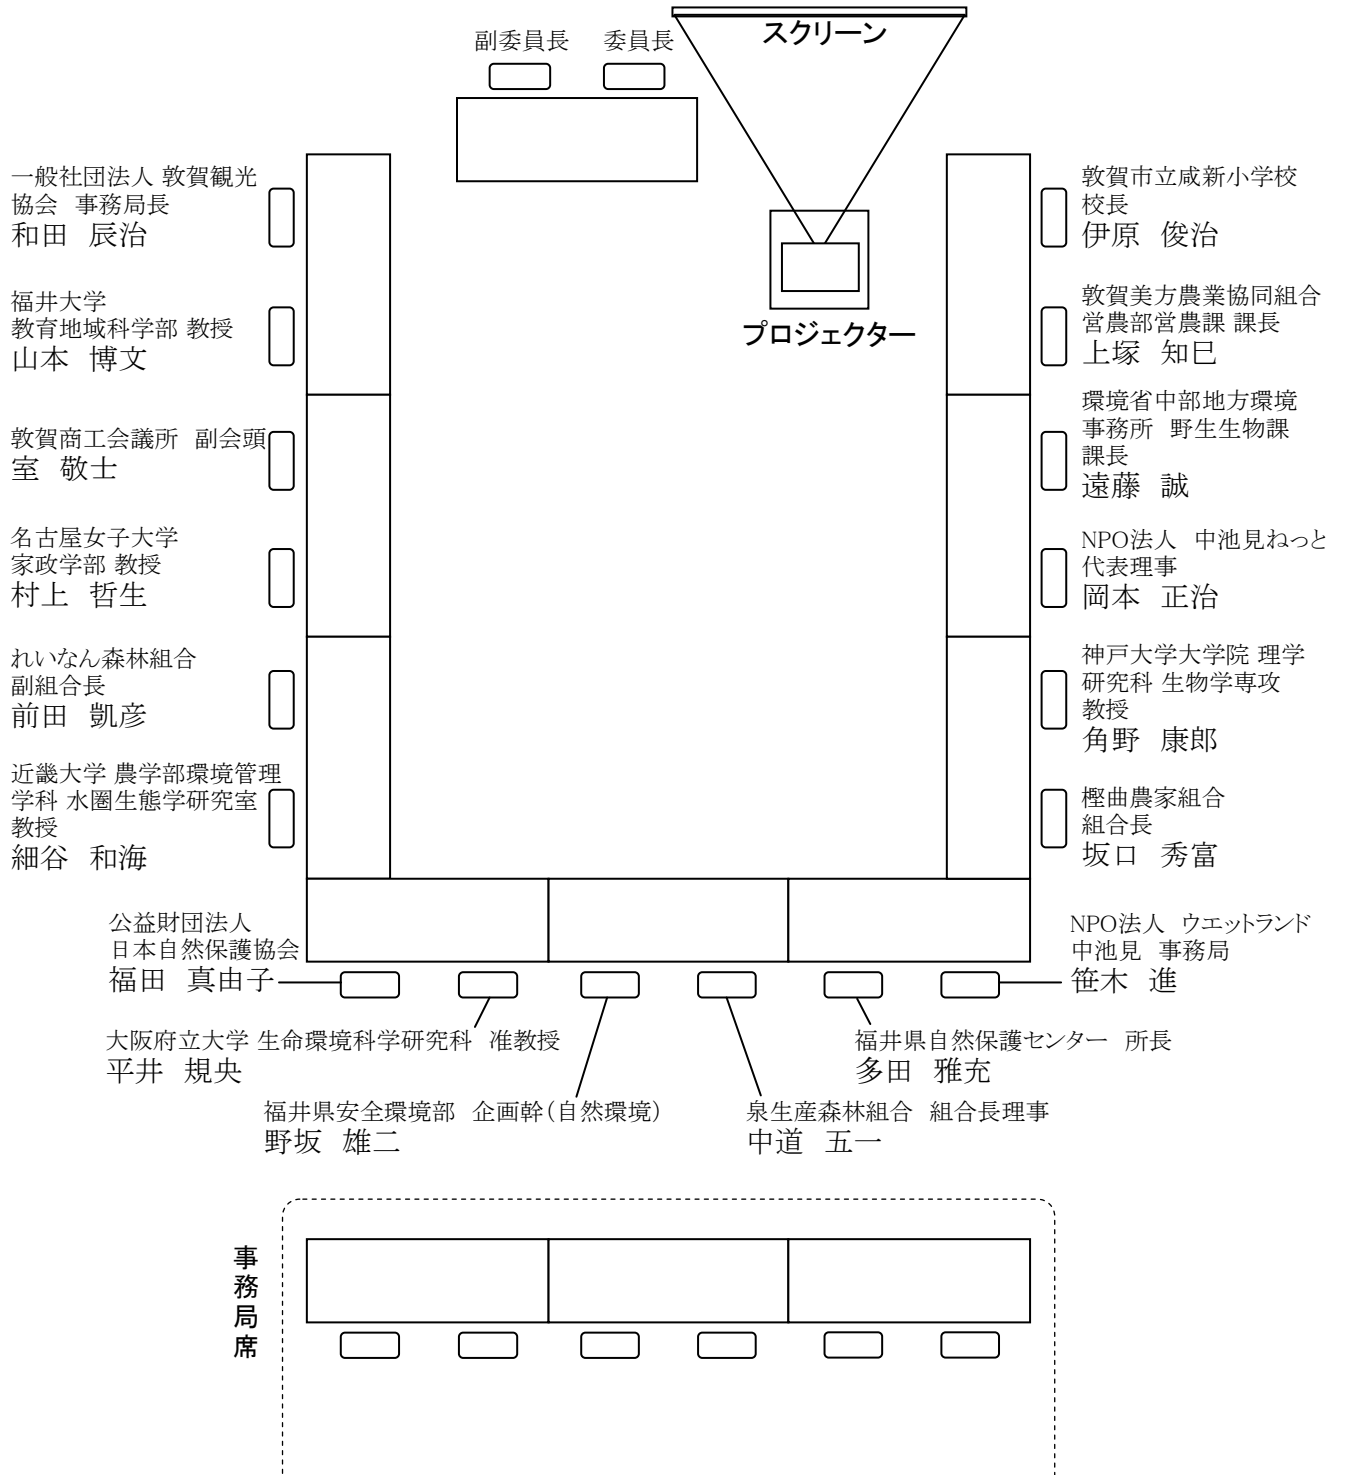 スクリーン
副委員長 委員長
プロジェクター
一般社団法人 敦賀観光
協会 事務局長
和田 辰治
福井大学
教育地域科学部 教授
山本 博文
敦賀商工会議所 副会頭
室 敬士
名古屋女子大学
家政学部 教授
村上 哲生
れいなん森林組合
副組合長
前田 凱彦
近畿大学 農学部環境管理
学科 水圏生態学研究室
教授
細谷 和海
敦賀市立咸新小学校
校長
伊原 俊治
敦賀美方農業協同組合
営農部営農課 課長
上塚 知巳
環境省中部地方環境
事務所 野生生物課
課長
遠藤 誠
NPO法人 中池見ねっと
代表理事
岡本 正治
神戸大学大学院 理学
研究科 生物学専攻
教授
角野 康郎
樫曲農家組合
組合長
坂口 秀富
公益財団法人
日本自然保護協会
福田 真由子
NPO法人 ウエットランド
中池見 事務局
笹木 進
大阪府立大学 生命環境科学研究科 准教授
平井 規央
福井県自然保護センター 所長
多田 雅充
福井県安全環境部 企画幹(自然環境)
野坂 雄二
泉生産森林組合 組合長理事
中道 五一
事務局席